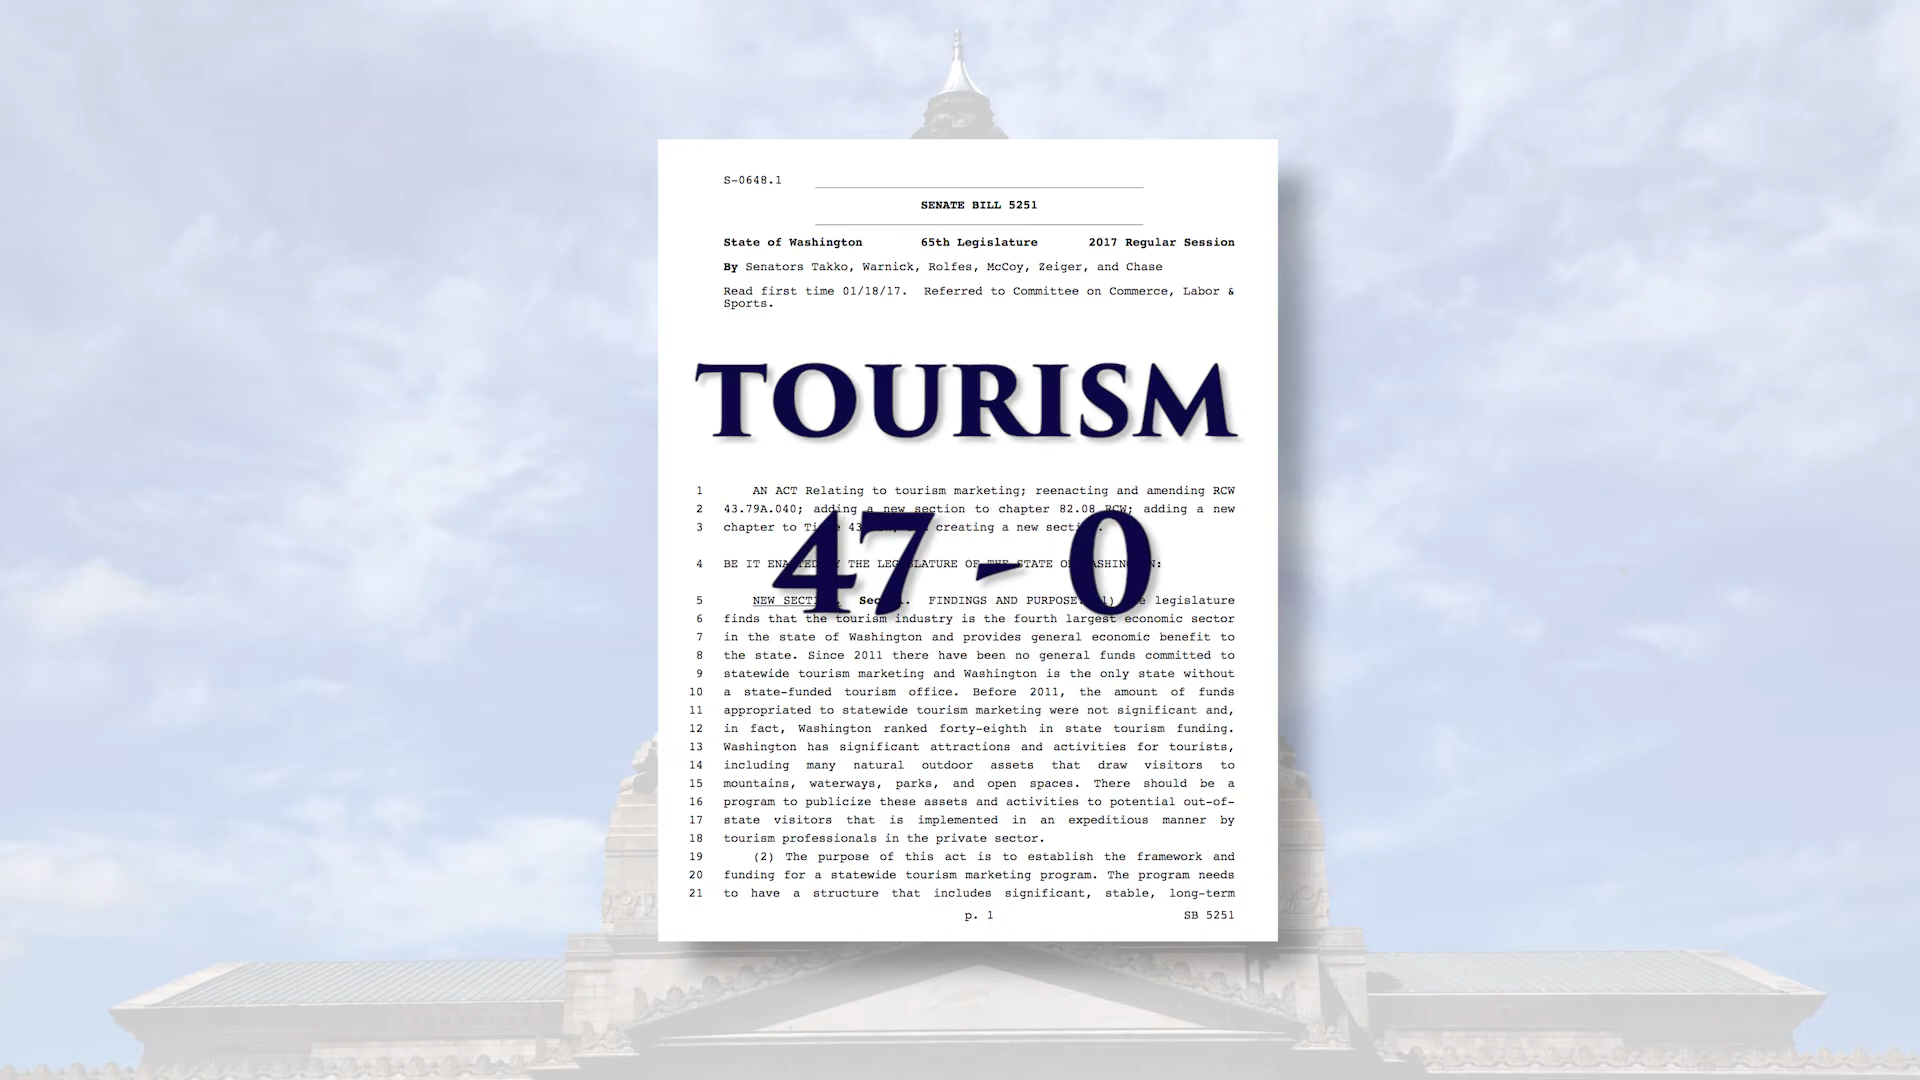 S-0648.1
SENATE BILL 5251
State of Washington 65th Legislature 2017 Regular Session
By Senators Takko, Warnick, Rolfes, McCoy, Zeiger, and Chase
Read first time 01/18/17. Referred to Committee on Commerce, Labor &
Sports.
TOURISM
1 AN ACT Relating to tourism marketing; reenacting and amending RCW
2 43.79A.040; adding a new section to chapter 82.08 RCW; adding a new
3 chapter to creating a new
47 - 0
4 BE IT THE OF THE STATE
5 NEW FINDINGS AND PURPOSE. legislature
6 finds that the tourism industry is the fourth largest economic sector
7 in the state of Washington and provides general economic benefit to
8 the state. Since 2011 there have been no general funds committed to
9 statewide tourism marketing and Washington is the only state without
10 a state-funded tourism office. Before 2011, the amount of funds
11 appropriated to statewide tourism marketing were not significant and,
12 in fact, Washington ranked forty-eighth in state tourism funding.
13 Washington has significant attractions and activities for tourists,
14 including many natural outdoor assets that draw visitors to
15 mountains, waterways, parks, and open spaces. There should be a
16 program to publicize these assets and activities to potential out-of-
17 state visitors that is implemented in an expeditious manner by
18 tourism professionals in the private sector.
19 (2) The purpose of this act is to establish the framework and
20 funding for a statewide tourism marketing program. The program needs
21 to have a structure that includes significant, stable, long-term
p. 1 SB 5251